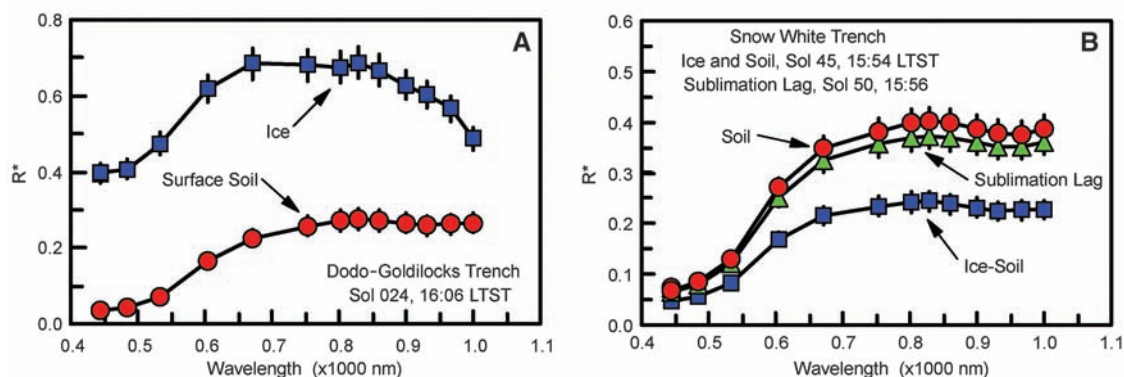 A
0.8
0.6
0.4
0.2
0.0
R*
Ice
Surface Soil
Dodo-Goldilocks Trench
Sol 024, 16:06 LTST
0.4 0.5 0.6 0.7 0.8 0.9 1.0 1.1
Wavelength (x1000 nm)
B
0.6
0.5
0.4
0.3
0.2
0.1
0.0
R*
Snow White Trench
Ice and Soil, Sol 45, 15:54 LTST
Sublimation Lag, Sol 50, 15:56
Soil
Sublimation Lag
Ice-Soil
0.4 0.5 0.6 0.7 0.8 0.9 1.0 1.1
Wavelength (x1000 nm)